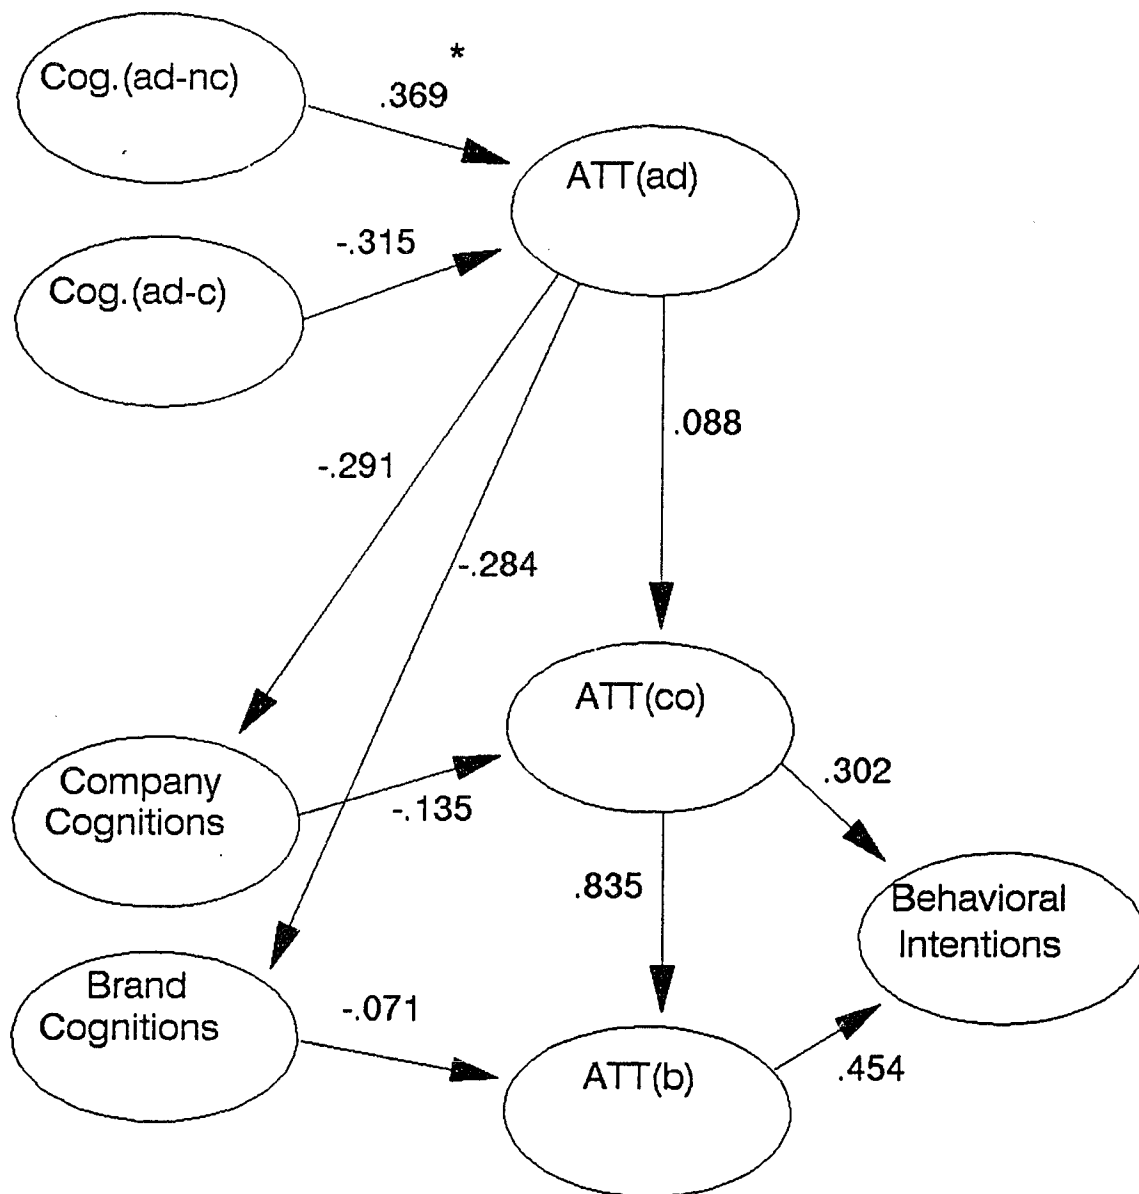 *
Cog.(ad-nc)
.369
ATT(ad)
-.315
Cog.(ad-c)
.088
-.291
-.284
ATT(co)
Company
Cognitions
.302
-.135
.835
Behavioral
Intentions
Brand
Cognitions
-.071
ATT(b)
.454